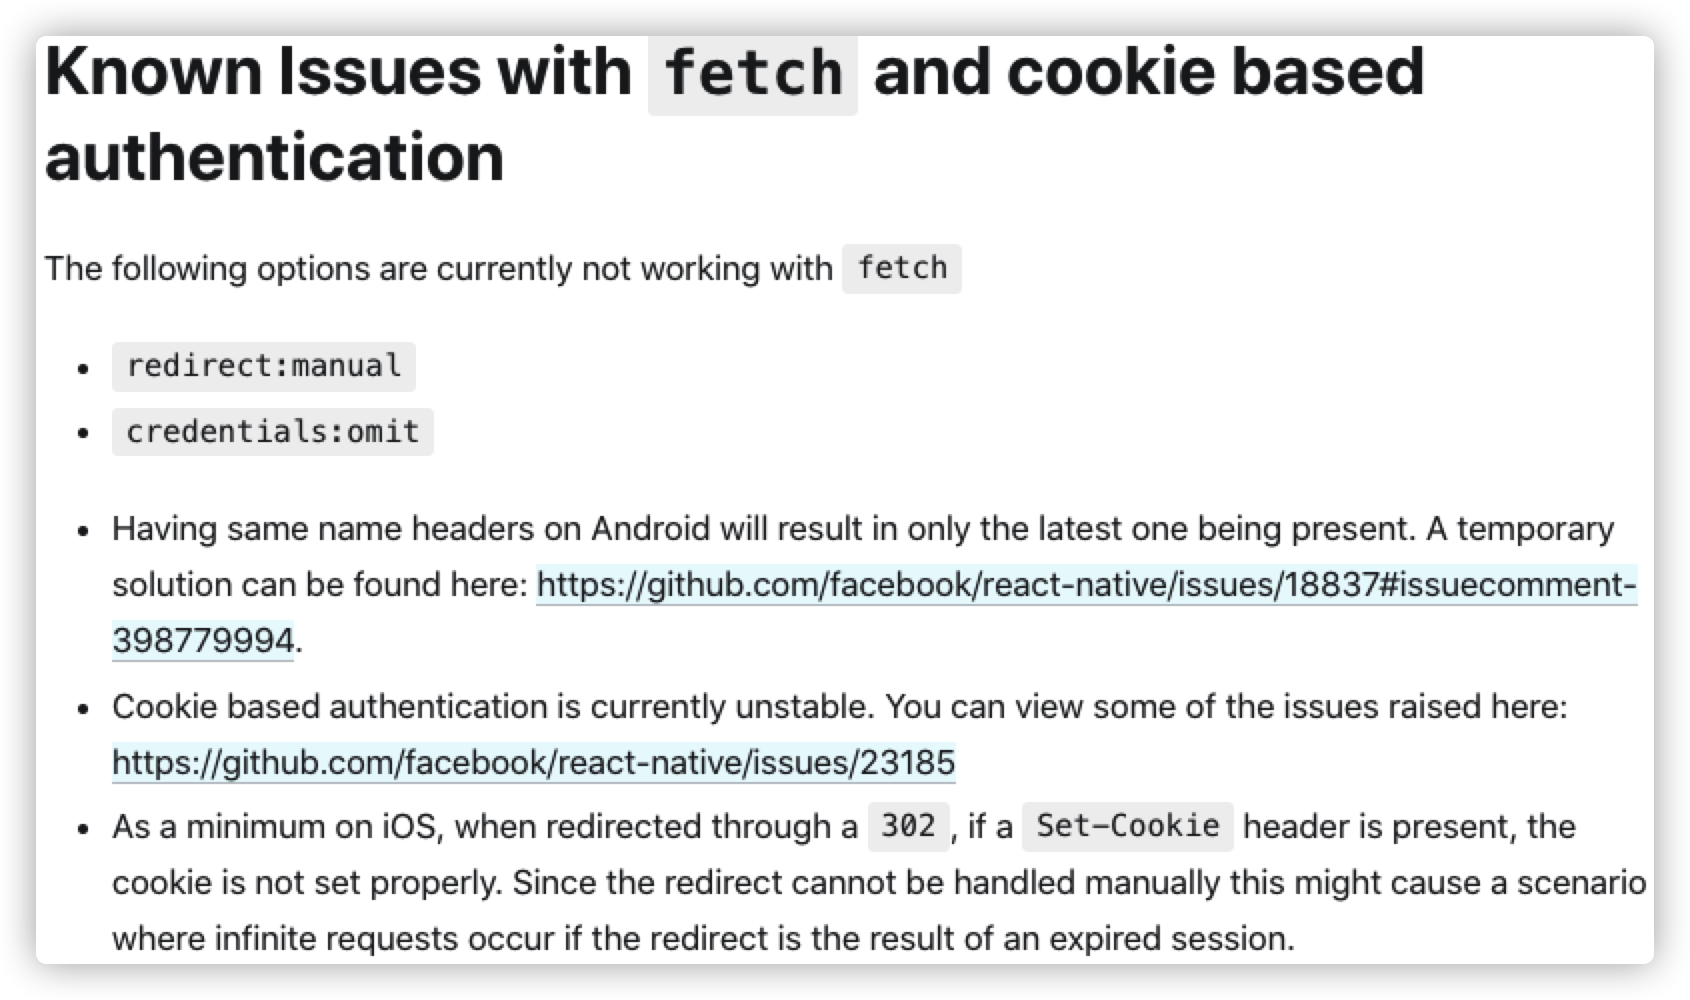 Known Issues with fetch and cookie based
authentication
The following options are currently not working with fetch
• redirect:manual
• credentials:omit
• Having same name headers on Android will result in only the latest one being present. A temporary
solution can be found here: https://github.com/facebook/react-native/issues/18837#issuecomment-
398779994.
• Cookie based authentication is currently unstable. You can view some of the issues raised here:
https://github.com/facebook/react-native/issues/23185
• As a minimum on iOS, when redirected through a 302, if a Set-Cookie header is present, the
cookie is not set properly. Since the redirect cannot be handled manually this might cause a scenario
where infinite requests occur if the redirect is the result of an expired session.